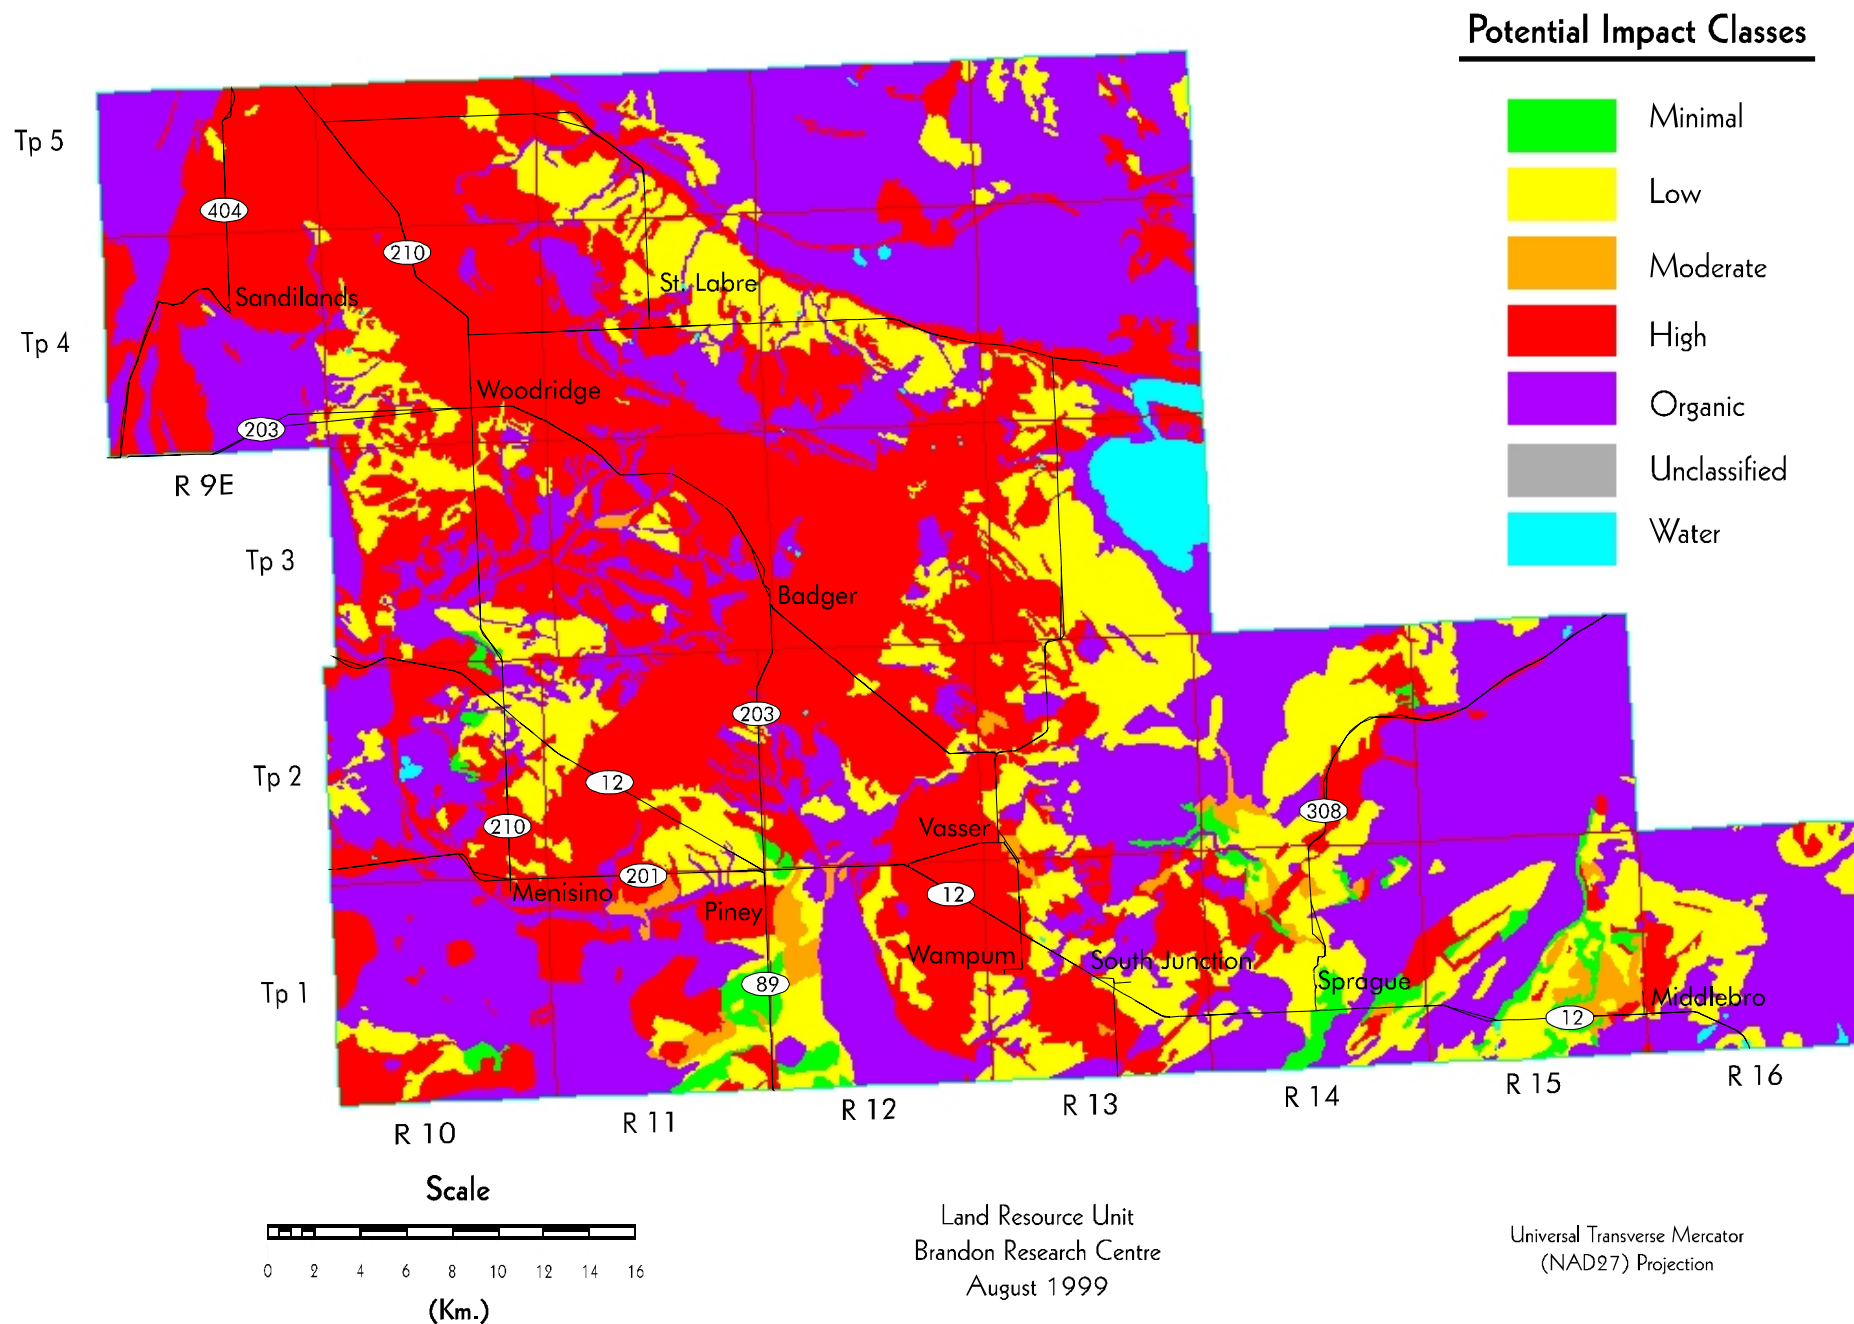 Potential Impact Classes
Minimal
Low
Moderate
High
Organic
Unclassified
Water
Tp 5
404
210
Sandilands
St. Labre
Tp 4
Woodridge
203
R 9E
Tp 3
Badger
203
Tp 2
12
210
308
Vasser
201
Menisino
12
Piney
Wampum
South Junction
89
Sprague
Tp 1
Middlebro
12
R 10
R 11
R 12
R 13
R 14
R 15
R 16
Scale
0 2 4 6 8 10 12 14 16
(Km.)
Land Resource Unit
Brandon Research Centre
August 1999
Universal Transverse Mercator
(NAD27) Projection